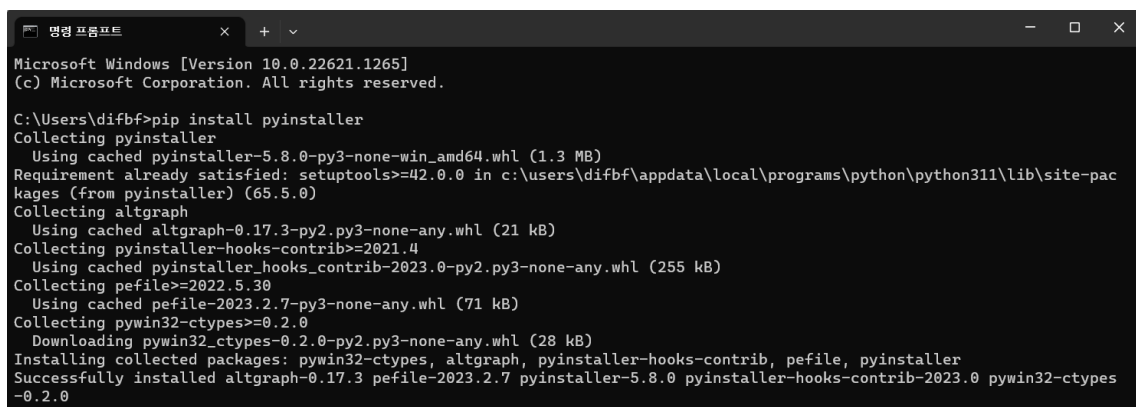 명령 프롬프트
Microsoft Windows [Version 10.0.22621.1265]
(c) Microsoft Corporation. All rights reserved.
C:\Users\difbf>pip install pyinstaller
Collecting pyinstaller
  Using cached pyinstaller-5.8.0-py3-none-win_amd64.whl (1.3 MB)
Requirement already satisfied: setuptools>=42.0.0 in c:\users\difbf\appdata\local\programs\python\python311\lib\site-pac
kages (from pyinstaller) (65.5.0)
Collecting altgraph
  Using cached altgraph-0.17.3-py2.py3-none-any.whl (21 kB)
Collecting pyinstaller-hooks-contrib>=2021.4
  Using cached pyinstaller_hooks_contrib-2023.0-py2.py3-none-any.whl (255 kB)
Collecting pefile>=2022.5.30
  Using cached pefile-2023.2.7-py3-none-any.whl (71 kB)
Collecting pywin32-ctypes>=0.2.0
  Downloading pywin32_ctypes-0.2.0-py2.py3-none-any.whl (28 kB)
Installing collected packages: pywin32-ctypes, altgraph, pyinstaller-hooks-contrib, pefile, pyinstaller
Successfully installed altgraph-0.17.3 pefile-2023.2.7 pyinstaller-5.8.0 pyinstaller-hooks-contrib-2023.0 pywin32-ctypes
-0.2.0